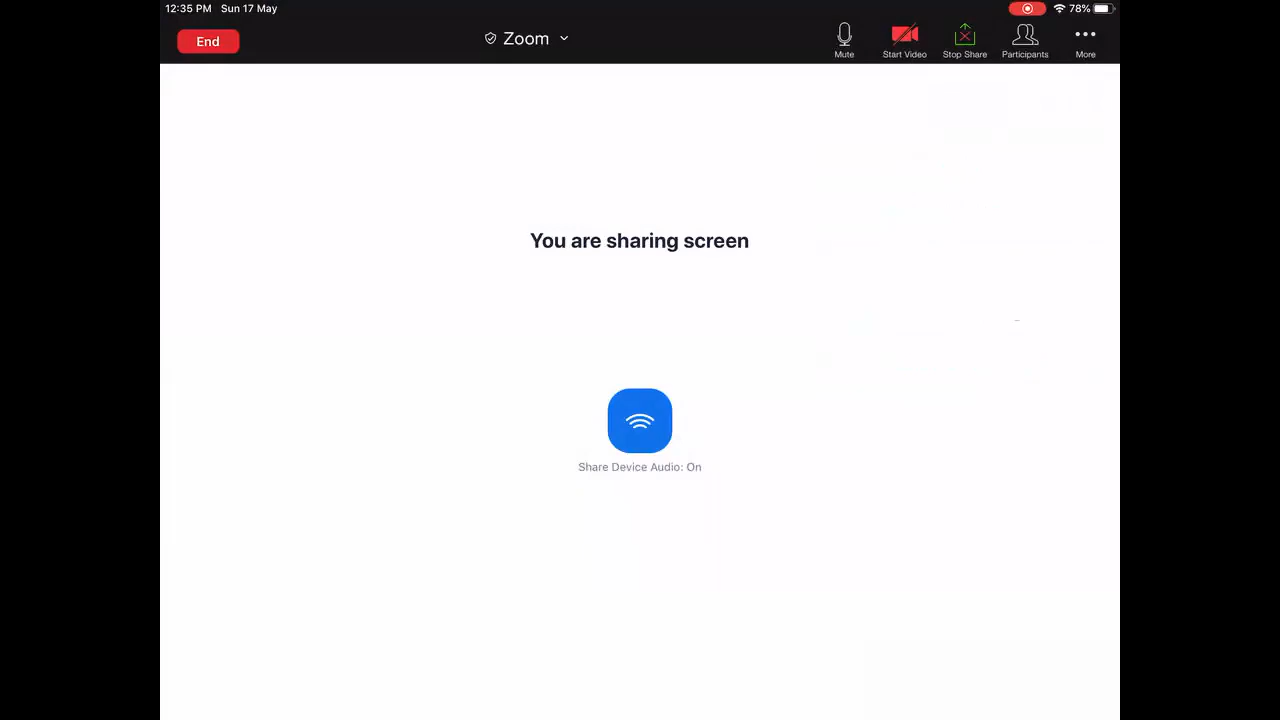 12:35 PM Sun 17 May 78%
End Zoom
Mute Start Video Stop Share Participants More
You are sharing screen
Share Device Audio: On